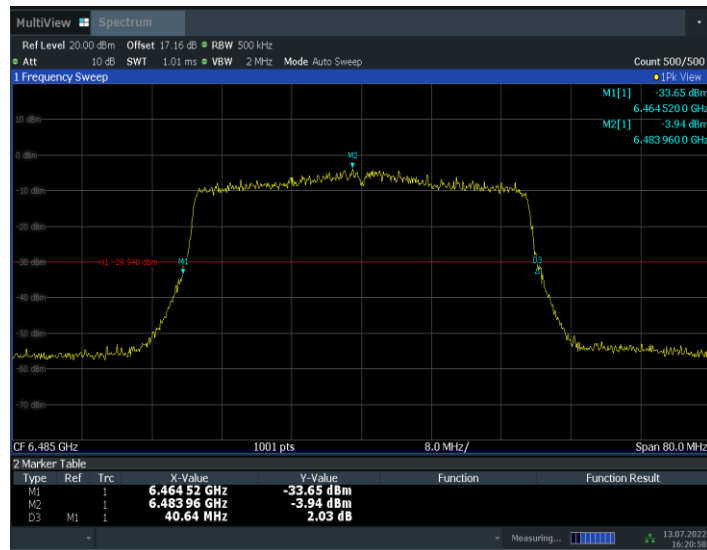 MultiView Spectrum
Ref Level 20.00 dBm Offset 17.16 dB RBW 500 kHz
Att 10 dB SWT 1.01 ms VBW 2 MHz Mode Auto Sweep Count 500/500
1 Frequency Sweep 1Pk View
M1[1] -33.65 dBm
6.464 520 0 GHz
10 dBm
M2[1] -3.94 dBm
6.483 960 0 GHz
0 dBm
M2
-10 dBm
-20 dBm
-30 dBm H1 -29.940 dBm M1 D3
-40 dBm
-50 dBm
-60 dBm
-70 dBm
CF 6.485 GHz 1001 pts 8.0 MHz/ Span 80.0 MHz
2 Marker Table
Type Ref Trc X-Value Y-Value Function Function Result
M1 1 6.464 52 GHz -33.65 dBm
M2 1 6.483 96 GHz -3.94 dBm
D3 M1 1 40.64 MHz 2.03 dB
Measuring... 13.07.2022
16:20:58